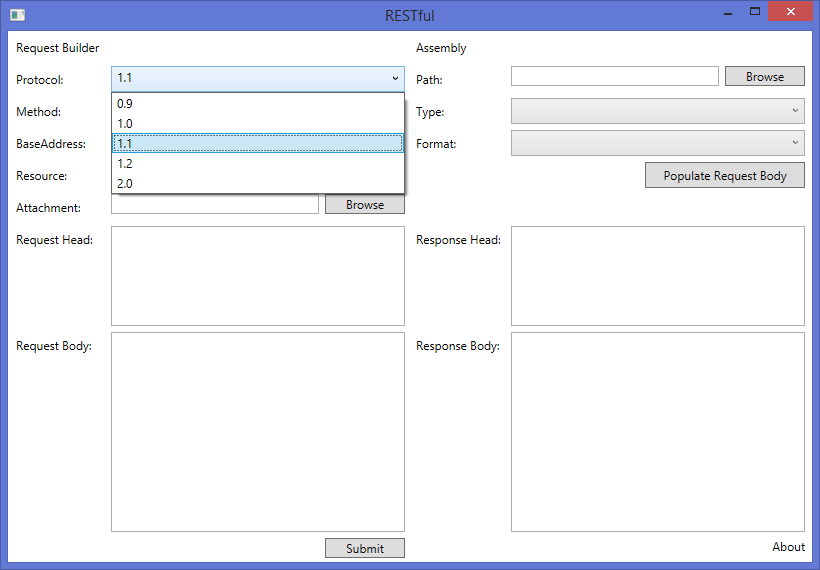 RESTful
Request Builder
Protocol: 1.1
0.9
1.0
1.1
1.2
2.0
Method:
BaseAddress:
Resource:
Attachment: Browse
Request Head:
Request Body:
Submit
Assembly
Path: Browse
Type:
Format:
Populate Request Body
Response Head:
Response Body:
About